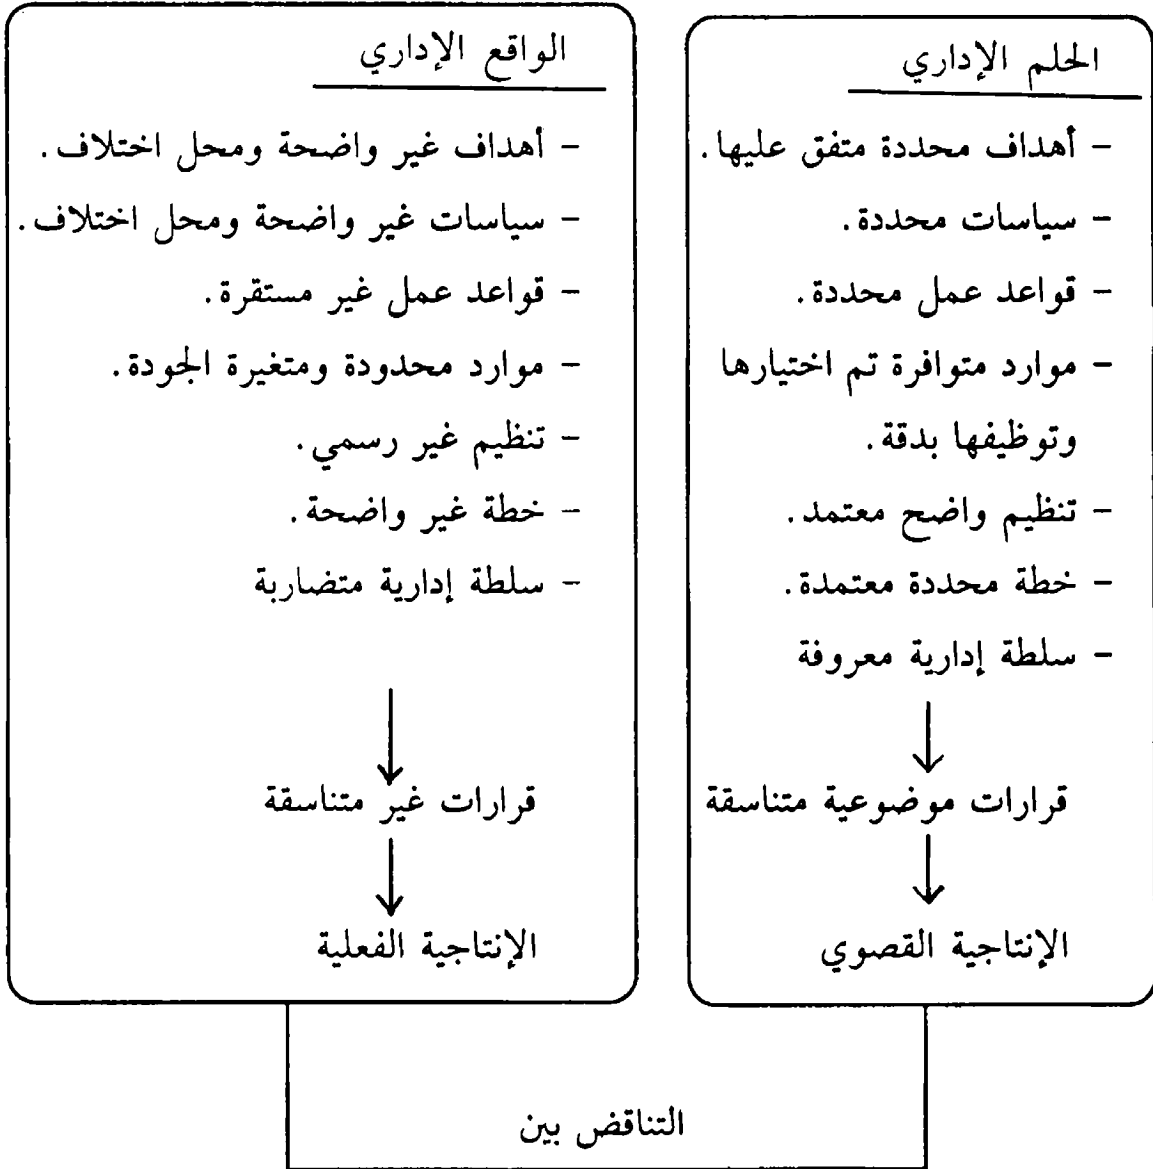 الحلم الإداري
- أهداف محددة متفق عليها.
- سياسات محددة.
- قواعد عمل محددة.
- موارد متوافرة تم اختيارها
وتوظيفها بدقة.
- تنظيم واضح معتمد.
- خطة محددة معتمدة.
- سلطة إدارية معروفة
قرارات موضوعية متناسقة
الإنتاجية القصوي
الواقع الإداري
- أهداف غير واضحة ومحل اختلاف.
- سياسات غير واضحة ومحل اختلاف.
- قواعد عمل غير مستقرة.
- موارد محدودة ومتغيرة الجودة.
- تنظيم غير رسمي.
- خطة غير واضحة.
- سلطة إدارية متضاربة
قرارات غير متناسقة
الإنتاجية الفعلية
التناقض بين